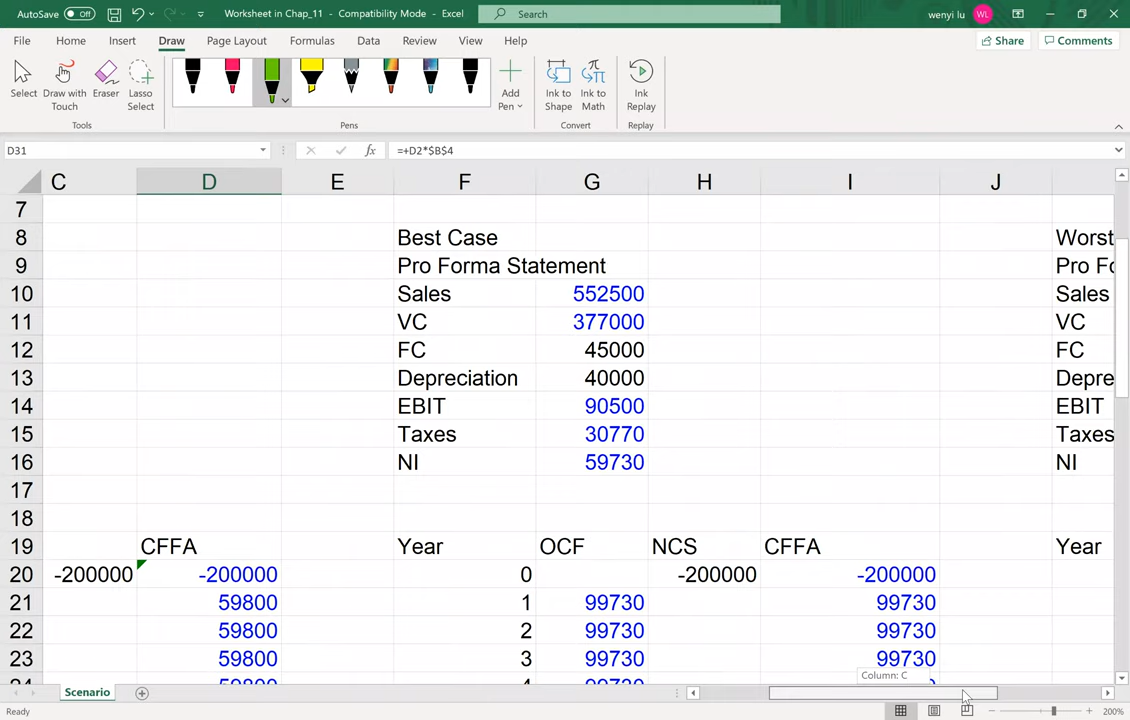 AutoSave Off Worksheet in Chap_11 - Compatibility Mode - Excel Search wenyi lu WL
File Home Insert Draw Page Layout Formulas Data Review View Help Share Comments
Select Draw with Touch Eraser Lasso Select Add Pen Ink to Shape Ink to Math Ink Replay
Tools Pens Convert Replay
D31 fx =+D2*$B$4
C D E F G H I J
7
8 Best Case Worst
9 Pro Forma Statement Pro Fo
10 Sales 552500 Sales
11 VC 377000 VC
12 FC 45000 FC
13 Depreciation 40000 Depre
14 EBIT 90500 EBIT
15 Taxes 30770 Taxes
16 NI 59730 NI
17
18
19 CFFA Year OCF NCS CFFA Year
20 -200000 -200000 0 -200000 -200000
21 59800 1 99730 99730
22 59800 2 99730 99730
23 59800 3 99730 99730
24 59800 4 99730
Column: C
Scenario
Ready 200%